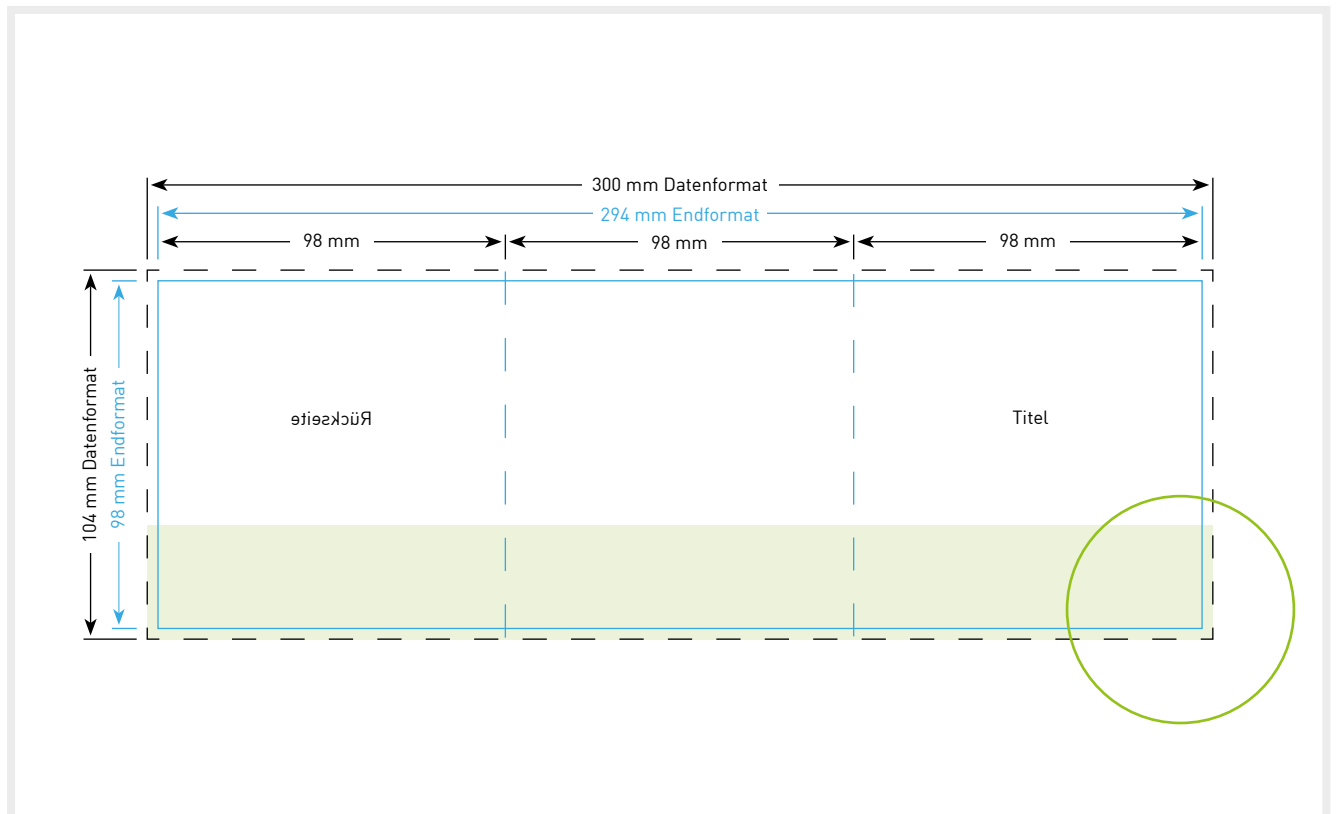 300 mm Datenformat
294 mm Endformat
98 mm
98 mm
98 mm
104 mm Datenformat
98 mm Endformat
Rückseite
Titel